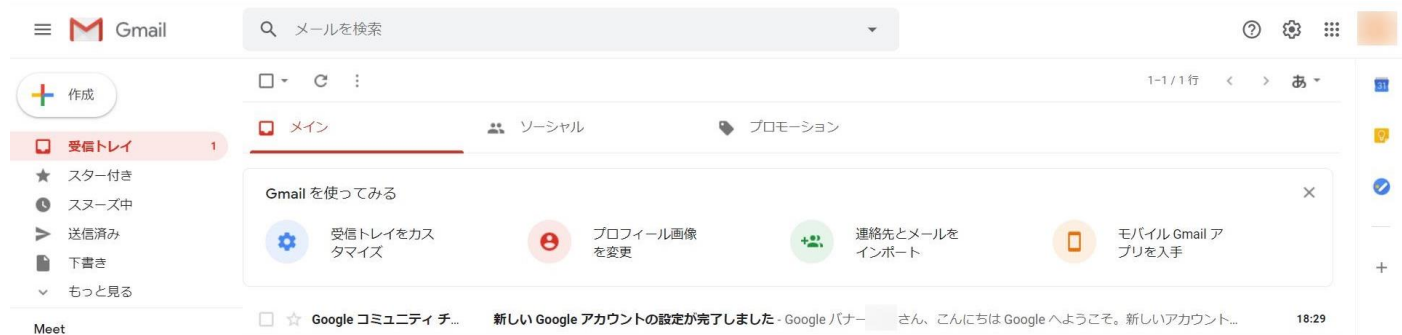 Gmail
メールを検索
作成
1–1 / 1 行
あ
31
メイン
ソーシャル
プロモーション
受信トレイ 1
スター付き
スヌーズ中
送信済み
下書き
もっと見る
Meet
Gmail を使ってみる
受信トレイをカス
タマイズ
プロフィール画像
を変更
連絡先とメールを
インポート
モバイル Gmail ア
プリを入手
Google コミュニティ チ... 新しい Google アカウントの設定が完了しました - Google バナー さん、こんにちは Google へようこそ。新しいアカウント... 18:29